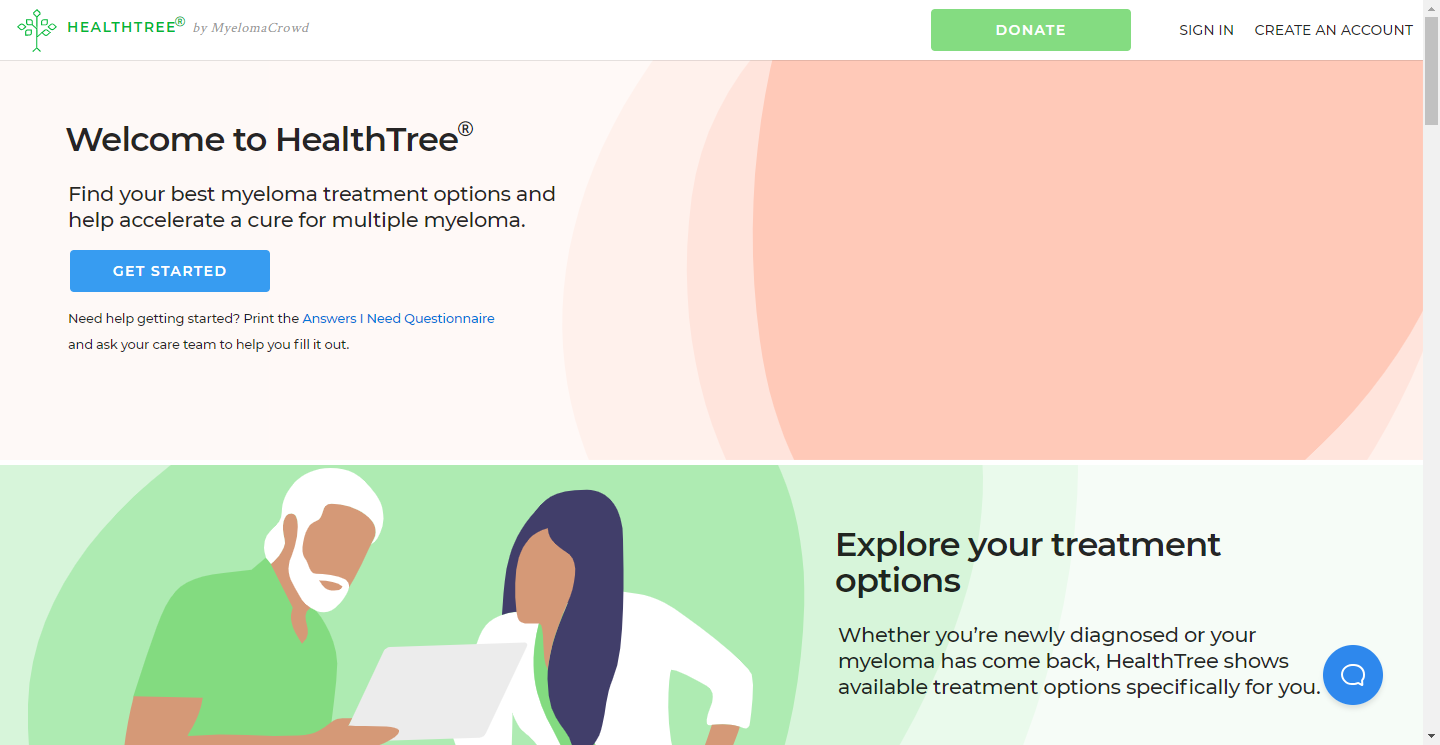 HEALTHTREE® by MyelomaCrowd
DONATE
SIGN IN
CREATE AN ACCOUNT
Welcome to HealthTree®
Find your best myeloma treatment options and
help accelerate a cure for multiple myeloma.
GET STARTED
Need help getting started? Print the Answers I Need Questionnaire
and ask your care team to help you fill it out.
Explore your treatment
options
Whether you’re newly diagnosed or your
myeloma has come back, HealthTree shows
available treatment options specifically for you.